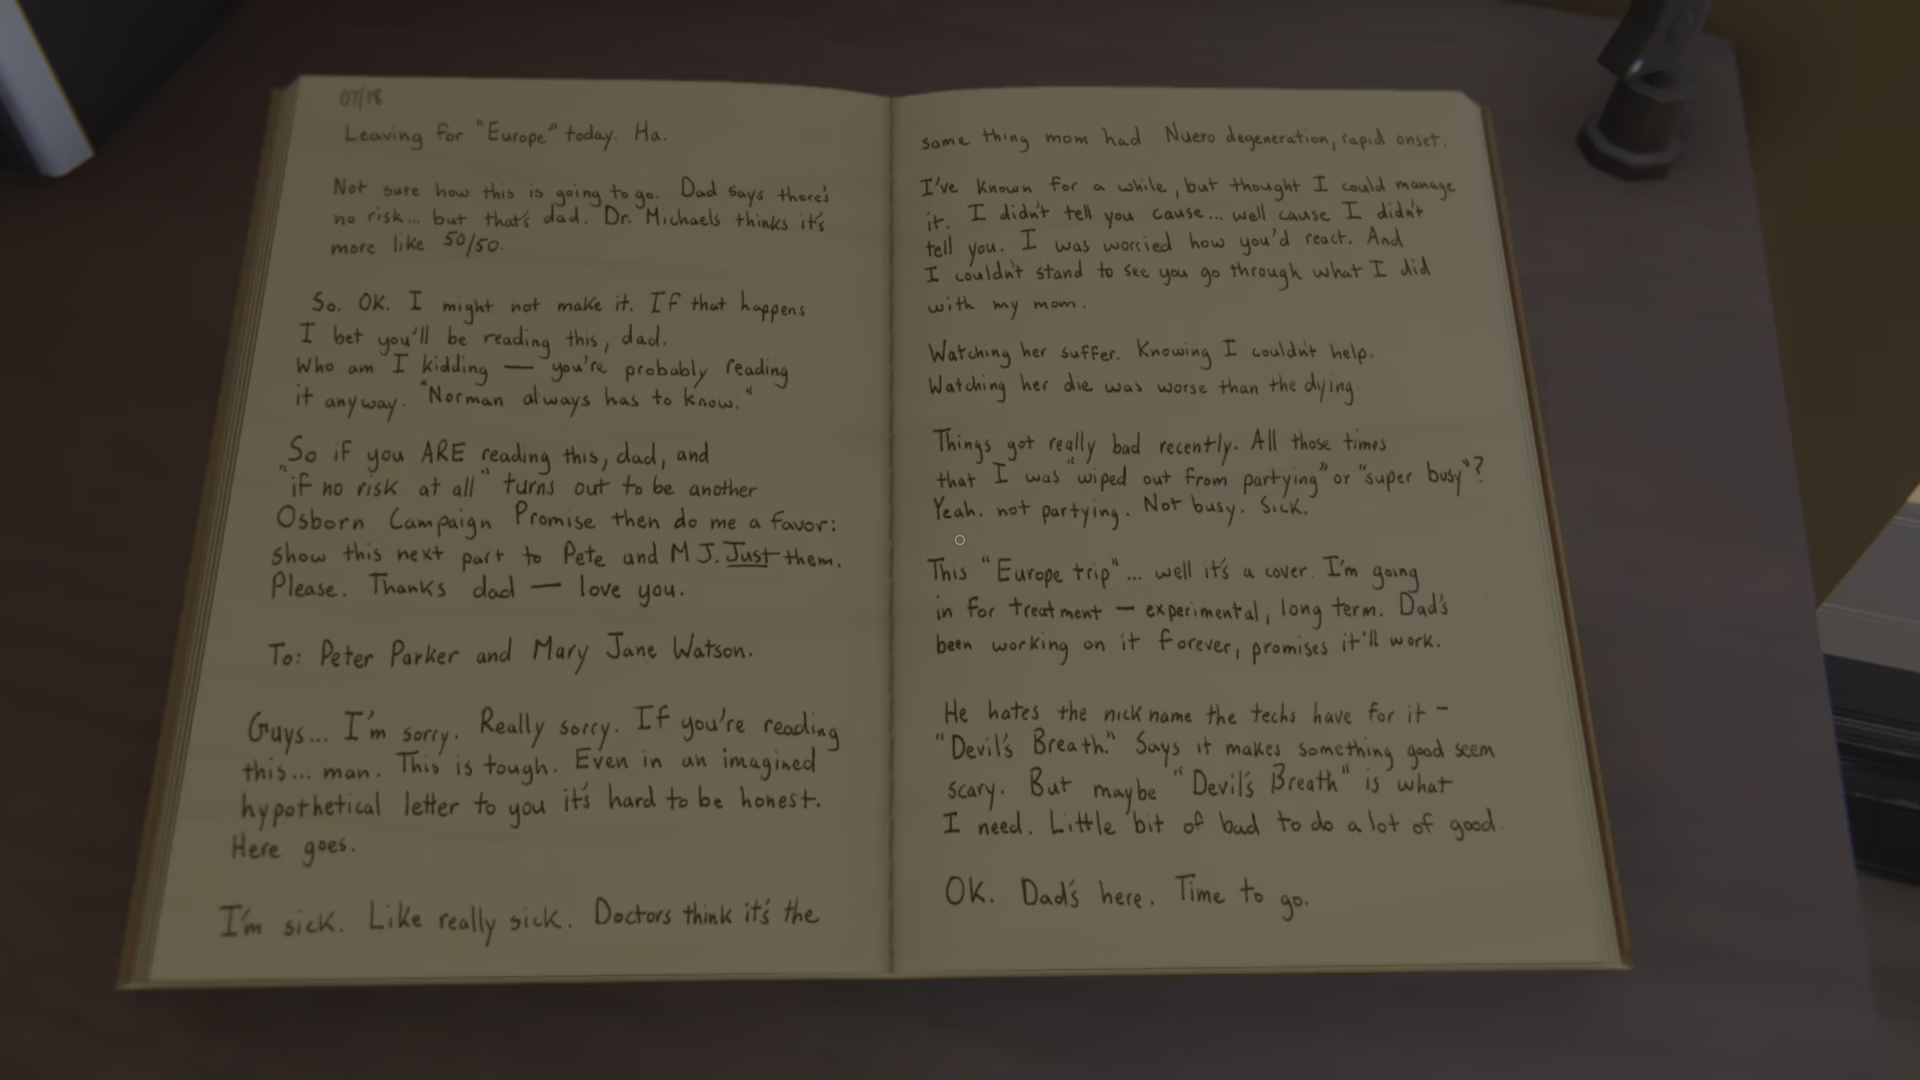 07/18
Leaving for "Europe" today. Ha.
Not sure how this is going to go. Dad says there's
no risk... but that's dad. Dr. Michaels thinks it's
more like 50/50.
So. OK. I might not make it. If that happens
I bet you'll be reading this, dad.
Who am I kidding — you're probably reading
it anyway. "Norman always has to know."
So if you ARE reading this, dad, and
"if no risk at all" turns out to be another
Osborn Campaign Promise then do me a favor:
show this next part to Pete and MJ. Just them.
Please. Thanks dad — love you.
To: Peter Parker and Mary Jane Watson.
Guys... I'm sorry. Really sorry. If you're reading
this... man. This is tough. Even in an imagined
hypothetical letter to you it's hard to be honest.
Here goes.
I'm sick. Like really sick. Doctors think it's the
same thing mom had. Nuero degeneration, rapid onset.
I've known for a while, but thought I could manage
it. I didn't tell you cause... well cause I didn't
tell you. I was worried how you'd react. And
I couldn't stand to see you go through what I did
with my mom.
Watching her suffer. Knowing I couldn't help.
Watching her die was worse than the dying.
Things got really bad recently. All those times
that I was "wiped out from partying" or "super busy"?
Yeah. not partying. Not busy. Sick.
This "Europe trip"... well it's a cover. I'm going
in for treatment — experimental, long term. Dad's
been working on it forever, promises it'll work.
He hates the nickname the techs have for it -
"Devil's Breath." Says it makes something good seem
scary. But maybe "Devil's Breath" is what
I need. Little bit of bad to do a lot of good.
OK. Dad's here. Time to go.